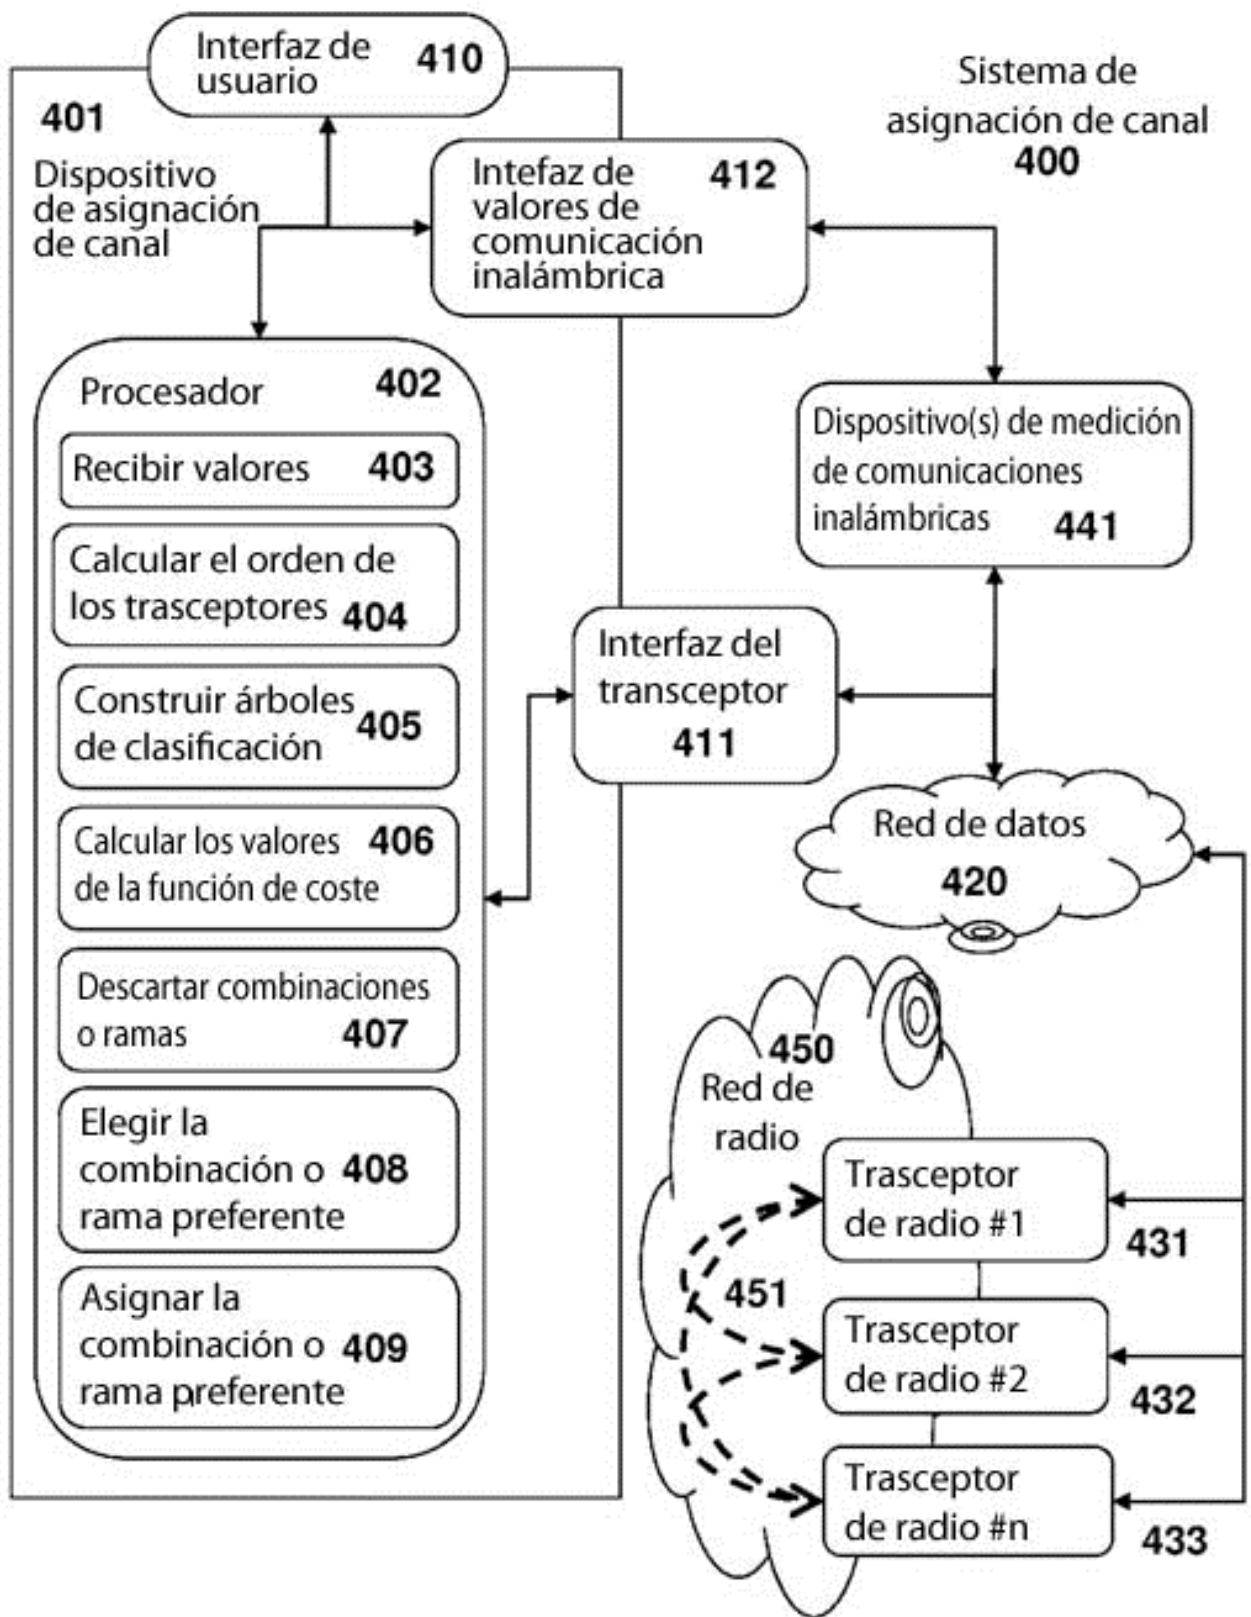 Interfaz de 410
usuario
Sistema de
asignación de canal
400
401
Dispositivo
de asignación
de canal
Intefaz de 412
valores de
comunicación
inalámbrica
Procesador 402
Recibir valores 403
Calcular el orden de
los trasceptores 404
Construir árboles
de clasificación 405
Calcular los valores 406
de la función de coste
Descartar combinaciones
o ramas 407
Elegir la
combinación o 408
rama preferente
Asignar la
combinación o 409
rama preferente
Dispositivo(s) de medición
de comunicaciones
inalámbricas 441
Interfaz del
transceptor
411
Red de datos
420
450
Red de
radio
451
Trasceptor
de radio #1
431
Trasceptor
de radio #2
432
Trasceptor
de radio #n
433